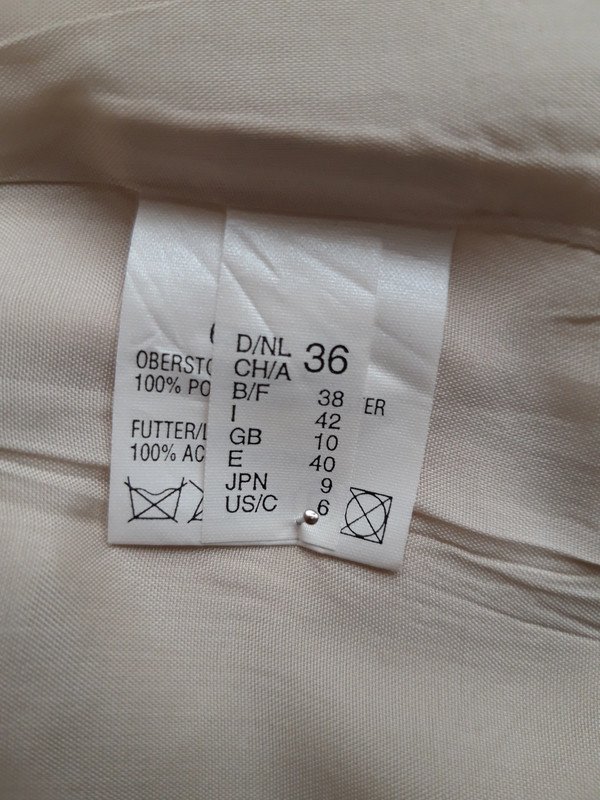 D/NL
CH/A 36
B/F 38
I 42
GB 10
E 40
JPN 9
US/C 6
OBERSTO
100% PO
ER
FUTTER/
100% AC